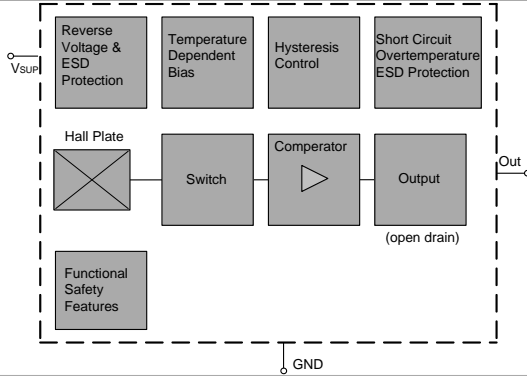 Reverse
Voltage &
ESD
Protection
Temperature
Dependent
Bias
Hysteresis
Control
Short Circuit
Overtemperature
ESD Protection
VSUP
Hall Plate
Switch
Comperator
Output
Out
(open drain)
Functional
Safety
Features
GND